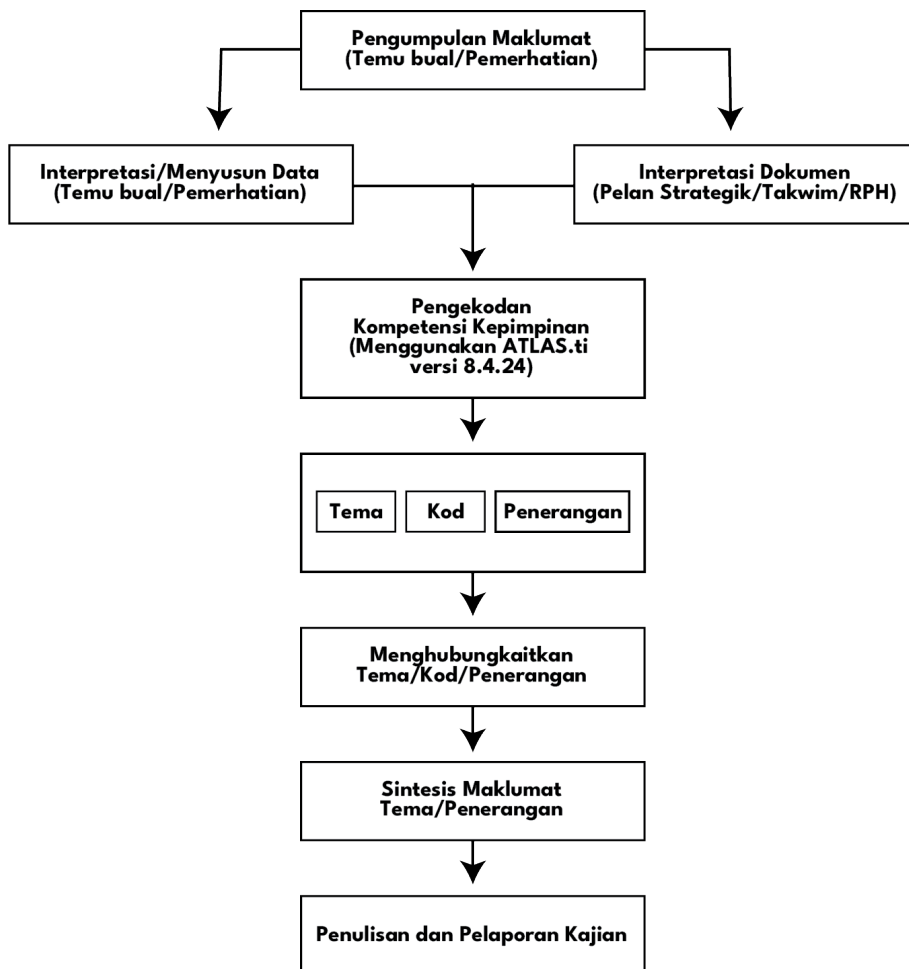 Pengumpulan Maklumat
(Temu bual/Pemerhatian)
Interpretasi/Menyusun Data
(Temu bual/Pemerhatian)
Interpretasi Dokumen
(Pelan Strategik/Takwim/RPH)
Pengekodan
Kompetensi Kepimpinan
(Menggunakan ATLAS.ti
versi 8.4.24)
Tema
Kod
Penerangan
Menghubungkaitkan
Tema/Kod/Penerangan
Sintesis Maklumat
Tema/Penerangan
Penulisan dan Pelaporan Kajian